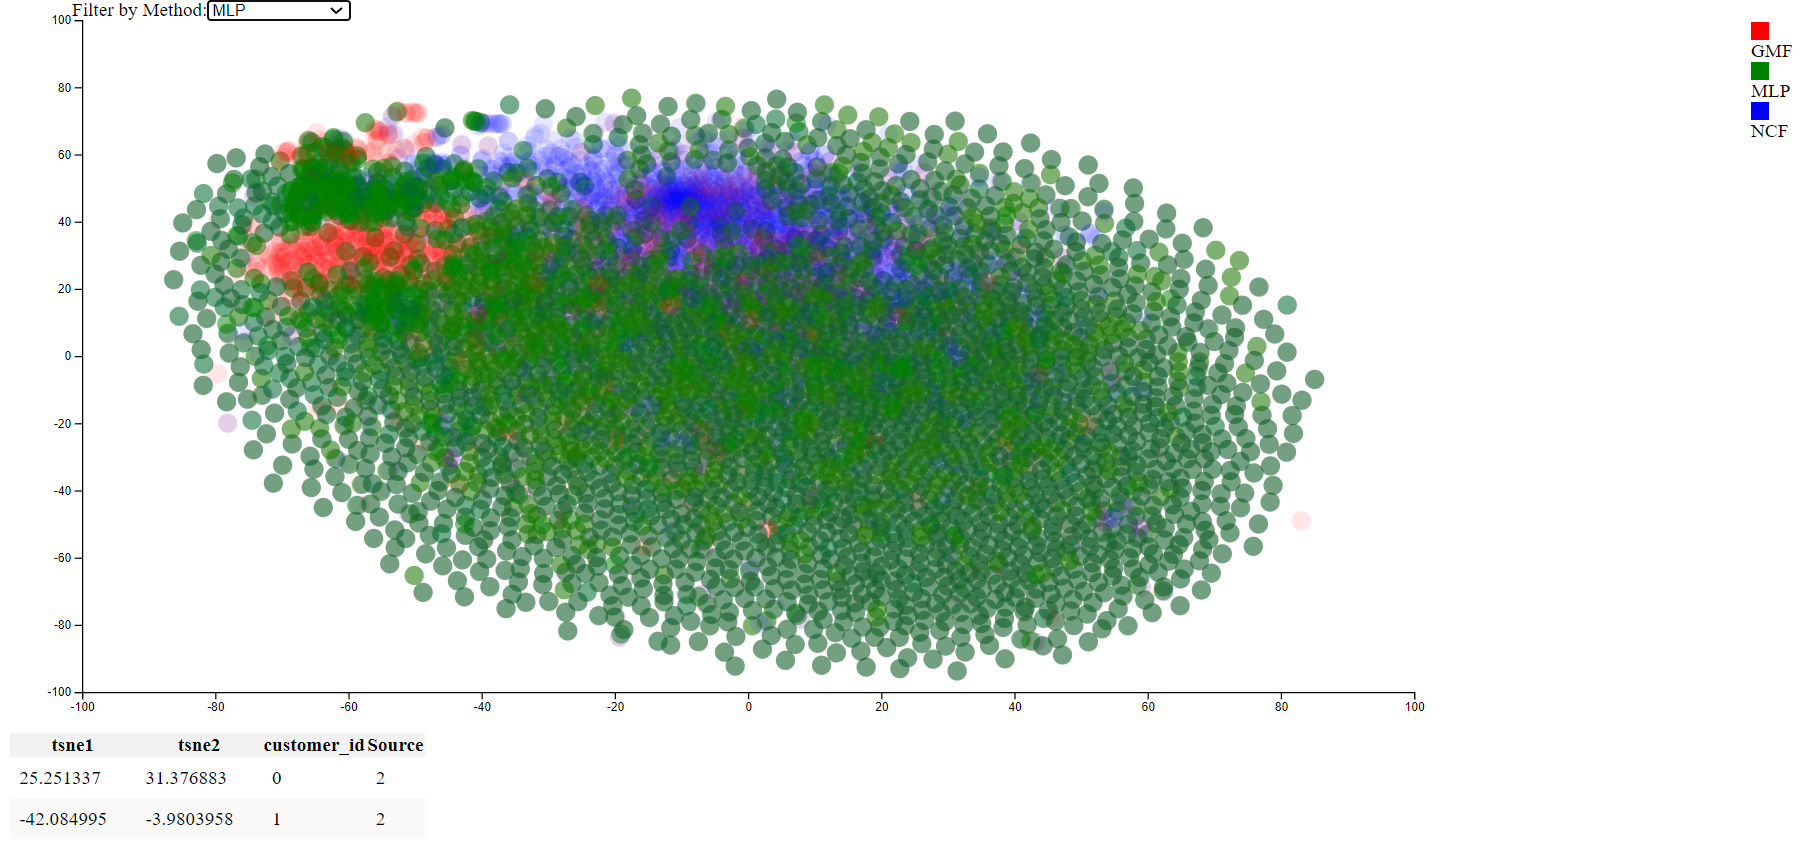 Filter by Method: MLP
100
80
60
40
20
0
-20
-40
-60
-80
-100
-100 -80 -60 -40 -20 0 20 40 60 80 100
GMF
MLP
NCF
tsne1 tsne2 customer_id Source
25.251337 31.376883 0 2
-42.084995 -3.9803958 1 2